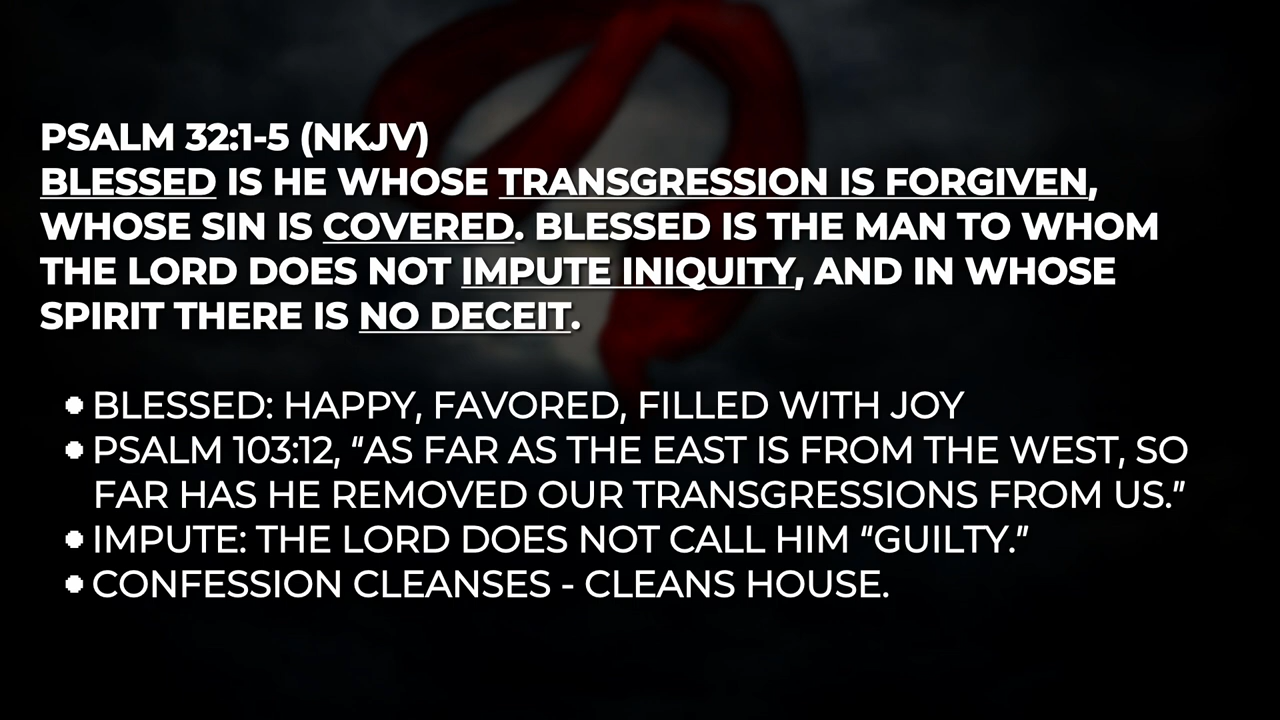 PSALM 32:1-5 (NKJV)
BLESSED IS HE WHOSE TRANSGRESSION IS FORGIVEN,
WHOSE SIN IS COVERED. BLESSED IS THE MAN TO WHOM
THE LORD DOES NOT IMPUTE INIQUITY, AND IN WHOSE
SPIRIT THERE IS NO DECEIT.
• BLESSED: HAPPY, FAVORED, FILLED WITH JOY
• PSALM 103:12, “AS FAR AS THE EAST IS FROM THE WEST, SO
FAR HAS HE REMOVED OUR TRANSGRESSIONS FROM US.”
• IMPUTE: THE LORD DOES NOT CALL HIM “GUILTY.”
• CONFESSION CLEANSES - CLEANS HOUSE.